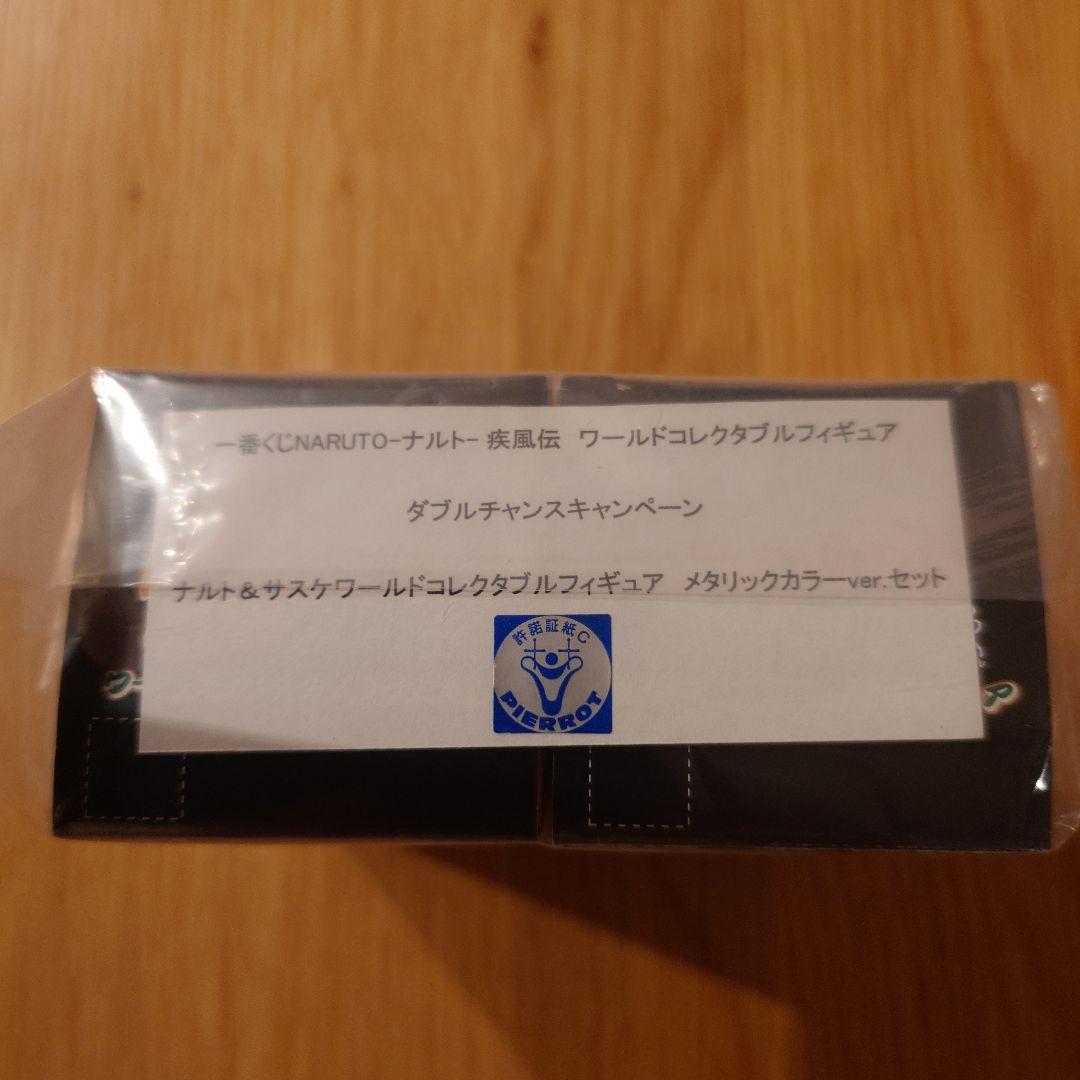 一番くじNARUTO-ナルト- 疾風伝　ワールドコレクタブルフィギュア
ダブルチャンスキャンペーン
ナルト＆サスケワールドコレクタブルフィギュア　メタリックカラーver.セット
許諾証紙C
PIERROT